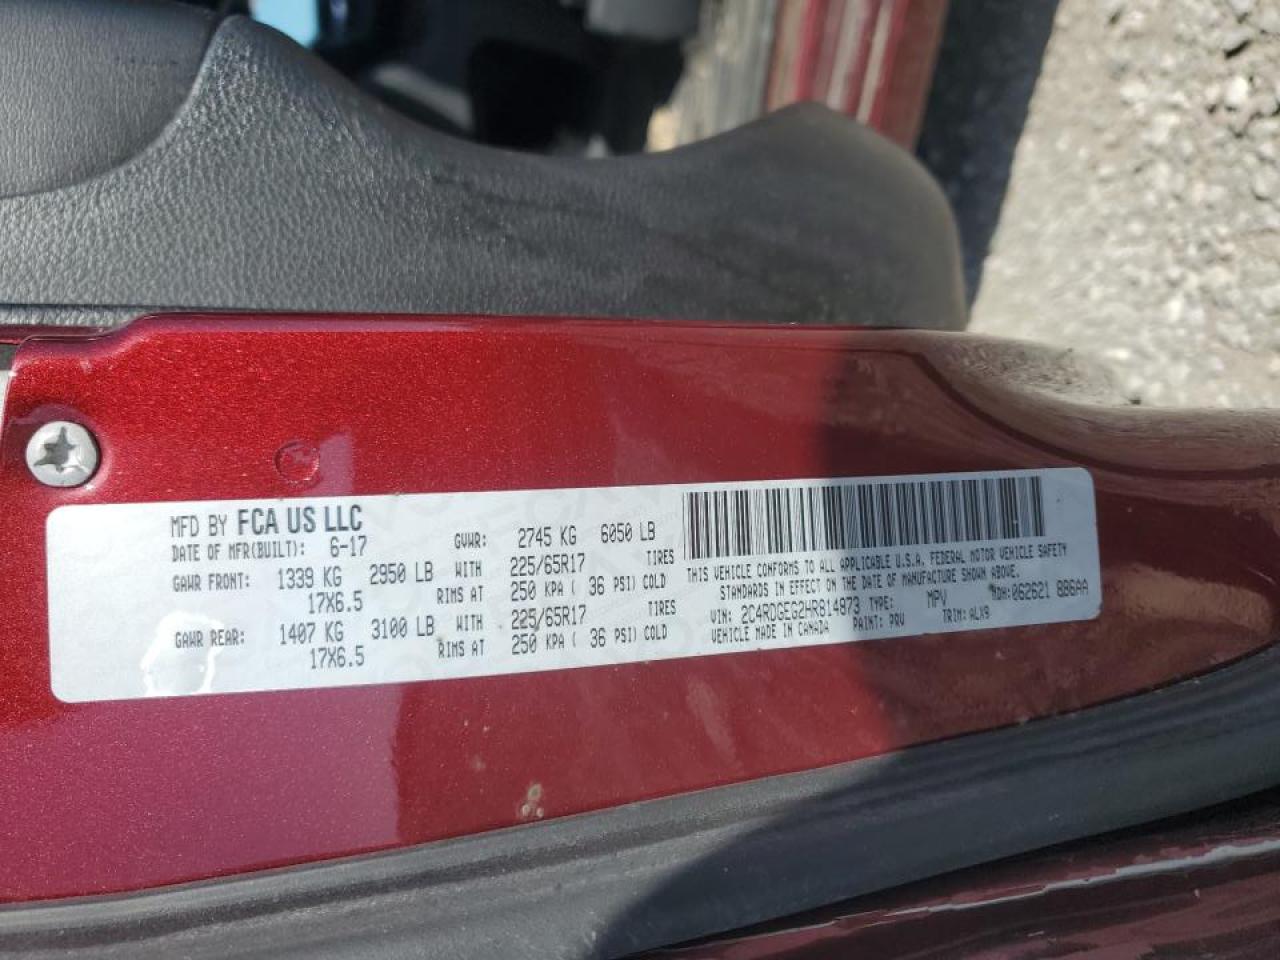 MFD BY FCA US LLC
DATE OF MFR(BUILT): 6-17 GVWR: 2745 KG 6050 LB
GAWR FRONT: 1339 KG 2950 LB WITH 225/65R17 TIRES
17X6.5 RIMS AT 250 KPA ( 36 PSI) COLD
GAWR REAR: 1407 KG 3100 LB WITH 225/65R17 TIRES
17X6.5 RIMS AT 250 KPA ( 36 PSI) COLD
THIS VEHICLE CONFORMS TO ALL APPLICABLE U.S.A. FEDERAL MOTOR VEHICLE SAFETY
STANDARDS IN EFFECT ON THE DATE OF MANUFACTURE SHOWN ABOVE.
VIN: 2C4RDGEG2HR814873 TYPE: MPV MDH:062621 886AA
VEHICLE MADE IN CANADA PAINT: PRV TRIM: ALX9